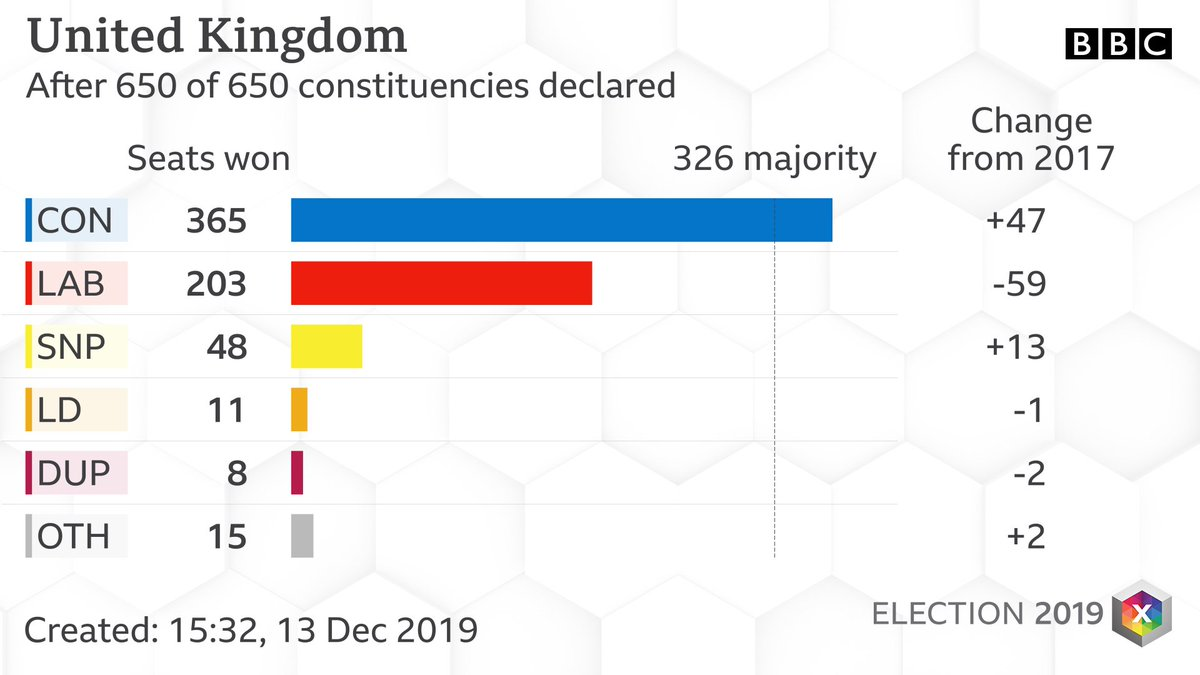 United Kingdom
BBC
After 650 of 650 constituencies declared
Seats won
326 majority
Change
from 2017
CON 365 +47
LAB 203 -59
SNP 48 +13
LD 11 -1
DUP 8 -2
OTH 15 +2
Created: 15:32, 13 Dec 2019
ELECTION 2019 X